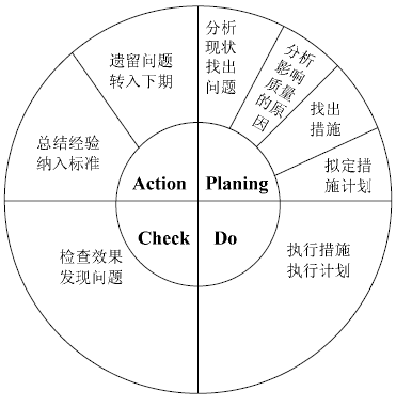 分析
现状
找出
问题
分析
影响
质量
的原
因
找出
措施
拟定措
施计划
遗留问题
转入下期
总结经验
纳入标准
Action
Planing
Check
Do
执行措施
执行计划
检查效果
发现问题